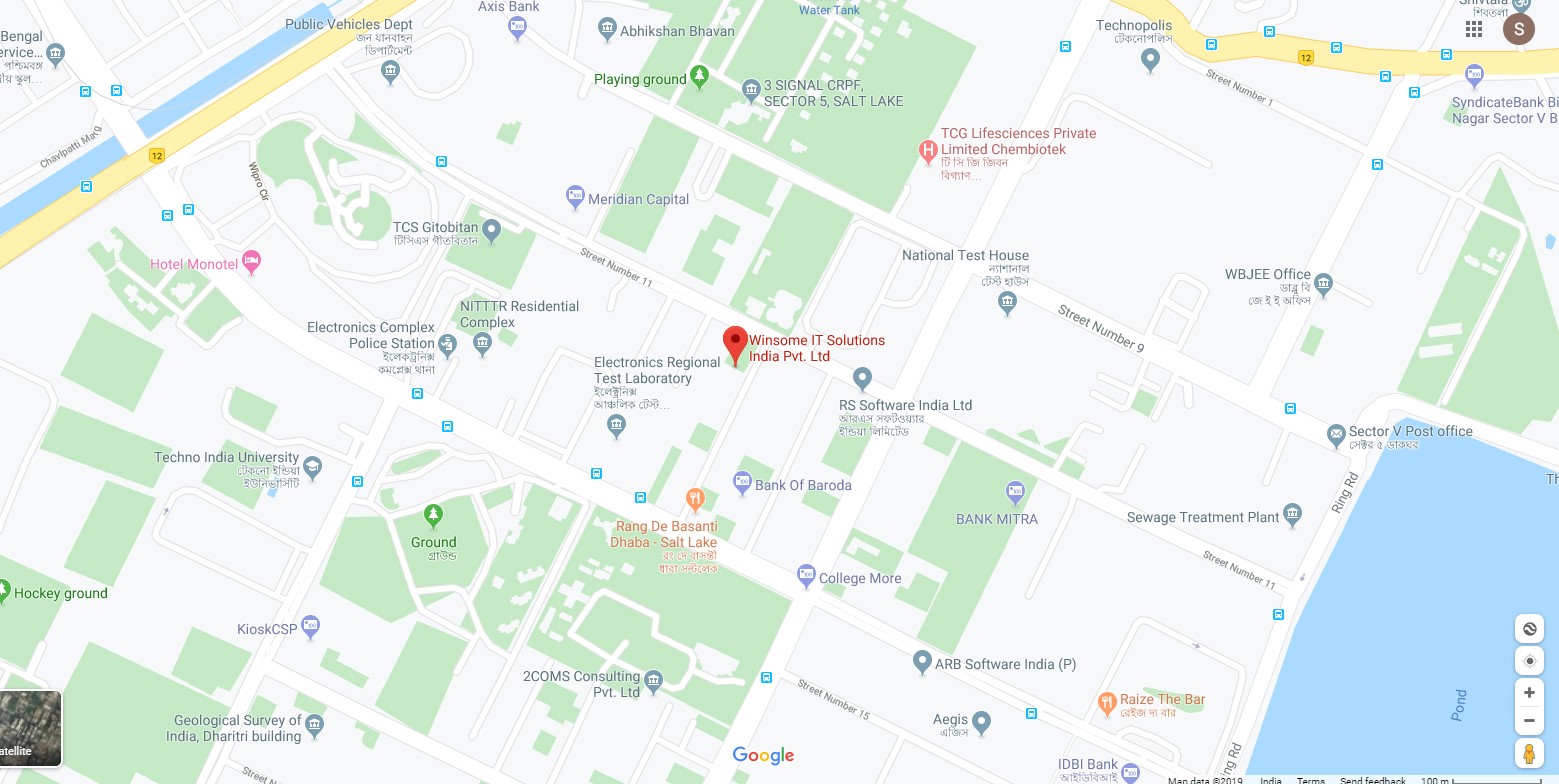 Axis Bank
Water Tank
Public Vehicles Dept
জন যানবাহন
ডিপার্টমেন্ট
Abhikshan Bhavan
Technopolis
টেকনোপলিস
শিবতলা
S
Bengal
ervice...
পশ্চিমবঙ্গ
12
Playing ground
3 SIGNAL CRPF,
SECTOR 5, SALT LAKE
Street Number 1
SyndicateBank Bi
Nagar Sector V B
Chavlpatti Marg
12
Wipro Cir
TCG Lifesciences Private
Limited Chembiotek
টি সি জি জিবন
বিগ্যাণ...
Meridian Capital
TCS Gitobitan
টিসিএস গীতবিতান
Hotel Monotel
Street Number 11
National Test House
ন্যাশানাল
টেস্ট হাউস
WBJEE Office
ডাব্লু বি
জে ই ই অফিস
NITTTR Residential
Complex
Electronics Complex
Police Station
ইলেকট্রনিক্স
কমপ্লেক্স থানা
Street Number 9
Winsome IT Solutions
India Pvt. Ltd
Electronics Regional
Test Laboratory
ইলেক্ট্রনিক্স
আঞ্চলিক টেস্ট...
RS Software India Ltd
আরএস সফটওয়্যার
ইন্ডিয়া লিমিটেড
Sector V Post office
সেক্টর ৫ ডাকঘর
Techno India University
টেকনো ইন্ডিয়া
ইউনিভার্সিটি
Th
Bank Of Baroda
Ring Rd
BANK MITRA
Sewage Treatment Plant
Rang De Basanti
Dhaba - Salt Lake
রং দে বাসন্তী
ধাবা সল্টলেক
Ground
গ্রাউন্ড
Street Number 11
College More
Hockey ground
KioskCSP
ARB Software India (P)
2COMS Consulting
Pvt. Ltd
Street Number 15
Raize The Bar
রেইজ দ্য বার
Pond
Geological Survey of
India, Dharitri building
Aegis
এজিস
atellite
Google
ng Rd
IDBI Bank
আইডিবিআই
Map data ©2019 India Terms Send feedback 100 m